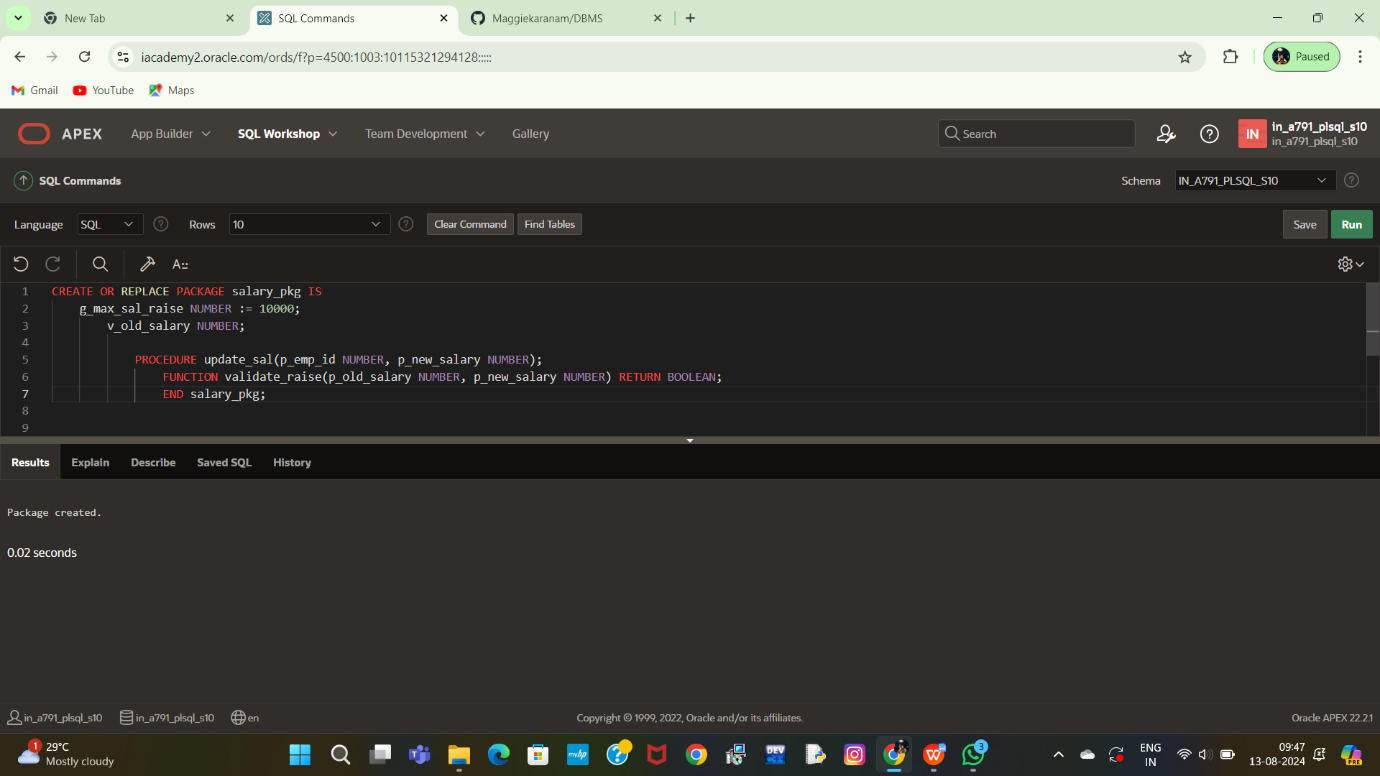 New Tab
SQL Commands
Maggiekaranam/DBMS
iacademy2.oracle.com/ords/f?p=4500:1003:10115321294128:::::
Paused
Gmail
YouTube
Maps
APEX
App Builder
SQL Workshop
Team Development
Gallery
Search
IN
in_a791_plsql_s10
in_a791_plsql_s10
SQL Commands
Schema
IN_A791_PLSQL_S10
Language
SQL
Rows
10
Clear Command
Find Tables
Save
Run
A::
1 CREATE OR REPLACE PACKAGE salary_pkg IS
2 g_max_sal_raise NUMBER := 10000;
3 v_old_salary NUMBER;
4
5 PROCEDURE update_sal(p_emp_id NUMBER, p_new_salary NUMBER);
6 FUNCTION validate_raise(p_old_salary NUMBER, p_new_salary NUMBER) RETURN BOOLEAN;
7 END salary_pkg;
8
9
Results
Explain
Describe
Saved SQL
History
Package created.
0.02 seconds
in_a791_plsql_s10
in_a791_plsql_s10
en
Copyright © 1999, 2022, Oracle and/or its affiliates.
Oracle APEX 22.2.1
1
29°C
Mostly cloudy
myhp
DEV
3
ENG
IN
09:47
13-08-2024
PRE